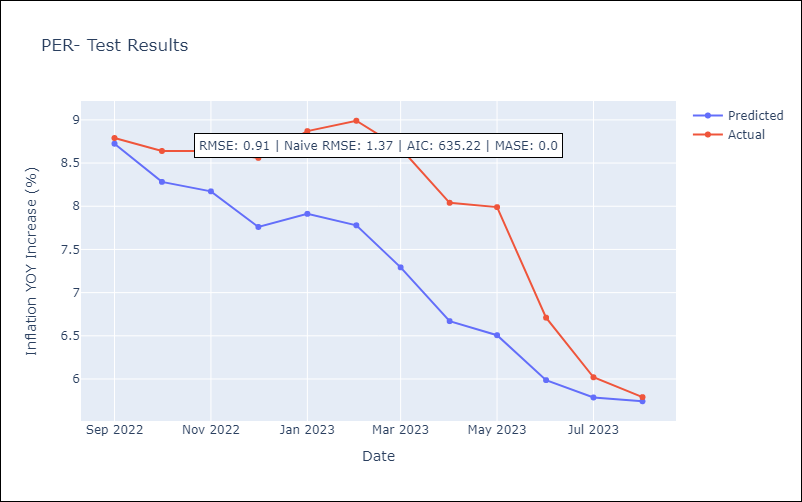 PER- Test Results
Predicted
Actual
RMSE: 0.91 | Naive RMSE: 1.37 | AIC: 635.22 | MASE: 0.0
Inflation YOY Increase (%)
9
8.5
8
7.5
7
6.5
6
Sep 2022
Nov 2022
Jan 2023
Mar 2023
May 2023
Jul 2023
Date